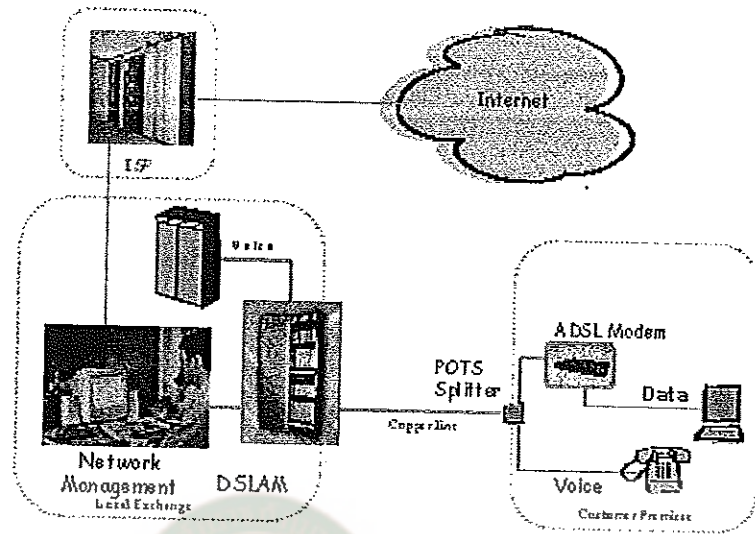 Internet
ISP
Voice
ADSL Modem
POTS
Splitter
Data
Copper line
Network
Management
DSLAM
Local Exchange
Voice
Customer Premises